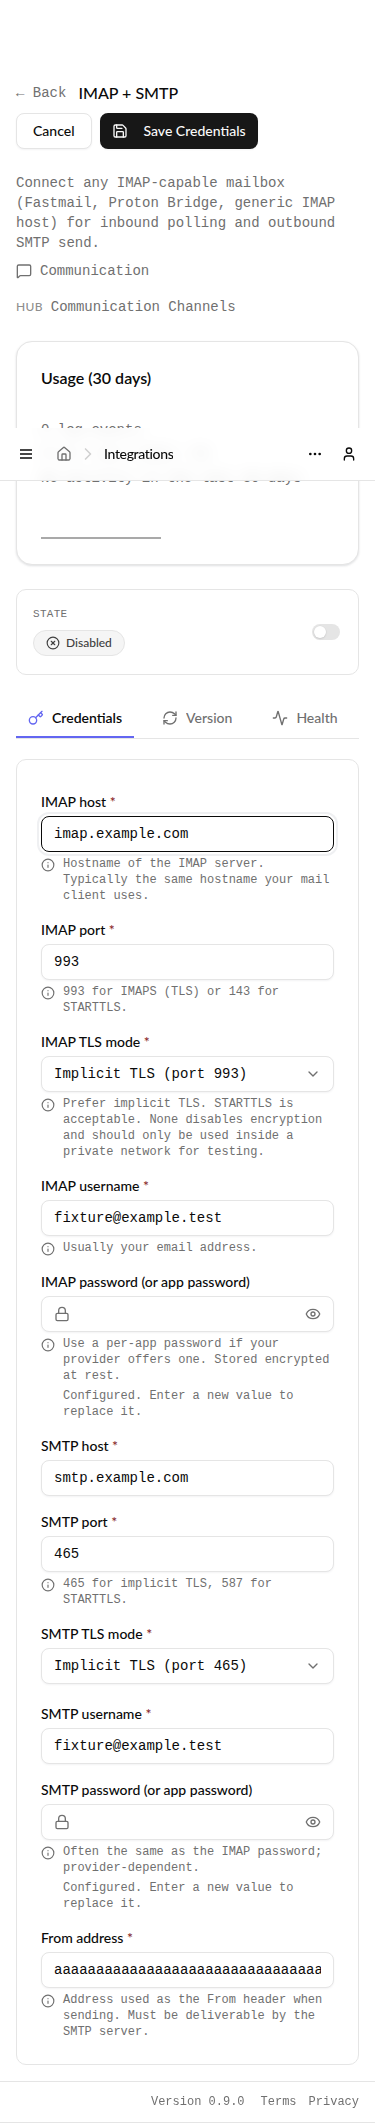 ← Back IMAP + SMTP
Cancel Save Credentials
Connect any IMAP-capable mailbox
(Fastmail, Proton Bridge, generic IMAP
host) for inbound polling and outbound
SMTP send.
Communication
HUB Communication Channels
Usage (30 days)
Integrations
STATE
Disabled
Credentials Version Health
IMAP host *
imap.example.com
Hostname of the IMAP server.
Typically the same hostname your mail
client uses.
IMAP port *
993
993 for IMAPS (TLS) or 143 for
STARTTLS.
IMAP TLS mode *
Implicit TLS (port 993)
Prefer implicit TLS. STARTTLS is
acceptable. None disables encryption
and should only be used inside a
private network for testing.
IMAP username *
fixture@example.test
Usually your email address.
IMAP password (or app password)
Use a per-app password if your
provider offers one. Stored encrypted
at rest.
Configured. Enter a new value to
replace it.
SMTP host *
smtp.example.com
SMTP port *
465
465 for implicit TLS, 587 for
STARTTLS.
SMTP TLS mode *
Implicit TLS (port 465)
SMTP username *
fixture@example.test
SMTP password (or app password)
Often the same as the IMAP password;
provider-dependent.
Configured. Enter a new value to
replace it.
From address *
aaaaaaaaaaaaaaaaaaaaaaaaaaaaaaaa
Address used as the From header when
sending. Must be deliverable by the
SMTP server.
Version 0.9.0 Terms Privacy